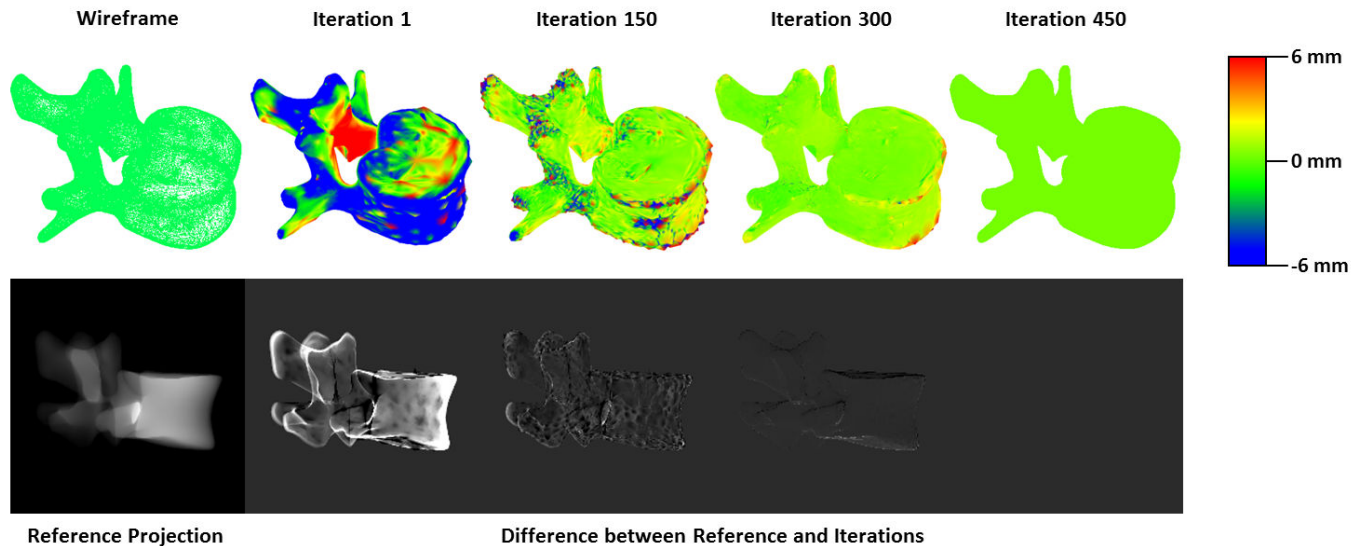 Wireframe
Iteration 1
Iteration 150
Iteration 300
Iteration 450
6 mm
0 mm
-6 mm
Reference Projection
Difference between Reference and Iterations